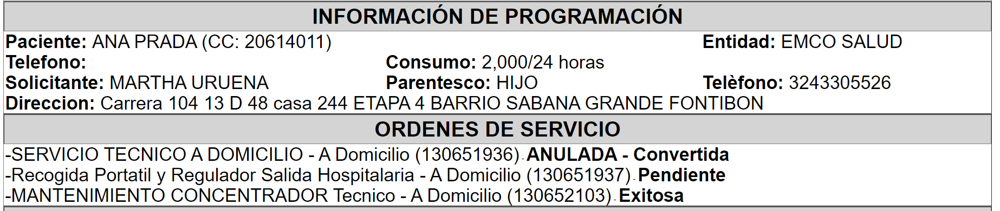 INFORMACIÓN DE PROGRAMACIÓN
Paciente: ANA PRADA (CC: 20614011) Entidad: EMCO SALUD
Telefono: Consumo: 2,000/24 horas
Solicitante: MARTHA URUENA Parentesco: HIJO Telèfono: 3243305526
Direccion: Carrera 104 13 D 48 casa 244 ETAPA 4 BARRIO SABANA GRANDE FONTIBON
ORDENES DE SERVICIO
-SERVICIO TECNICO A DOMICILIO - A Domicilio (130651936) - ANULADA - Convertida
-Recogida Portatil y Regulador Salida Hospitalaria - A Domicilio (130651937) - Pendiente
-MANTENIMIENTO CONCENTRADOR Tecnico - A Domicilio (130652103) - Exitosa